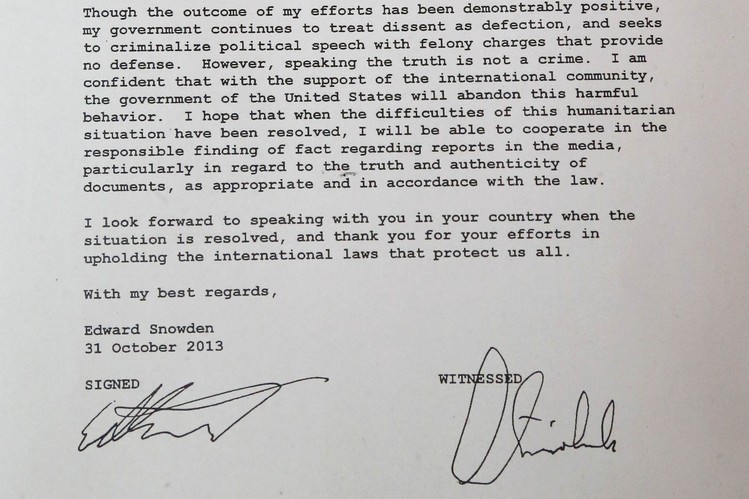 Though the outcome of my efforts has been demonstrably positive,
my government continues to treat dissent as defection, and seeks
to criminalize political speech with felony charges that provide
no defense.  However, speaking the truth is not a crime.  I am
confident that with the support of the international community,
the government of the United States will abandon this harmful
behavior.  I hope that when the difficulties of this humanitarian
situation have been resolved, I will be able to cooperate in the
responsible finding of fact regarding reports in the media,
particularly in regard to the truth and authenticity of
documents, as appropriate and in accordance with the law.
I look forward to speaking with you in your country when the
situation is resolved, and thank you for your efforts in
upholding the international laws that protect us all.
With my best regards,
Edward Snowden
31 October 2013
SIGNED
WITNESSED